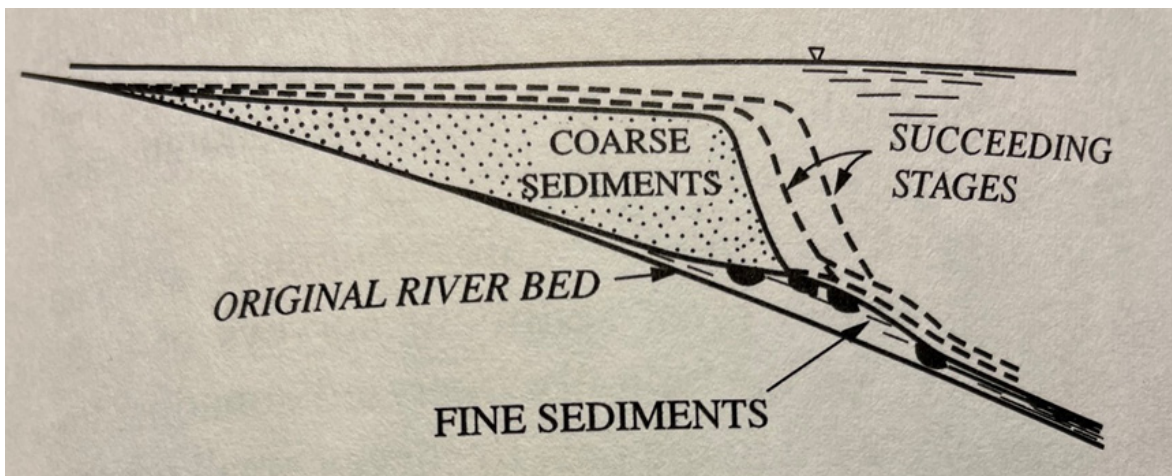 COARSE
SEDIMENTS
SUCCEEDING
STAGES
ORIGINAL RIVER BED
FINE SEDIMENTS